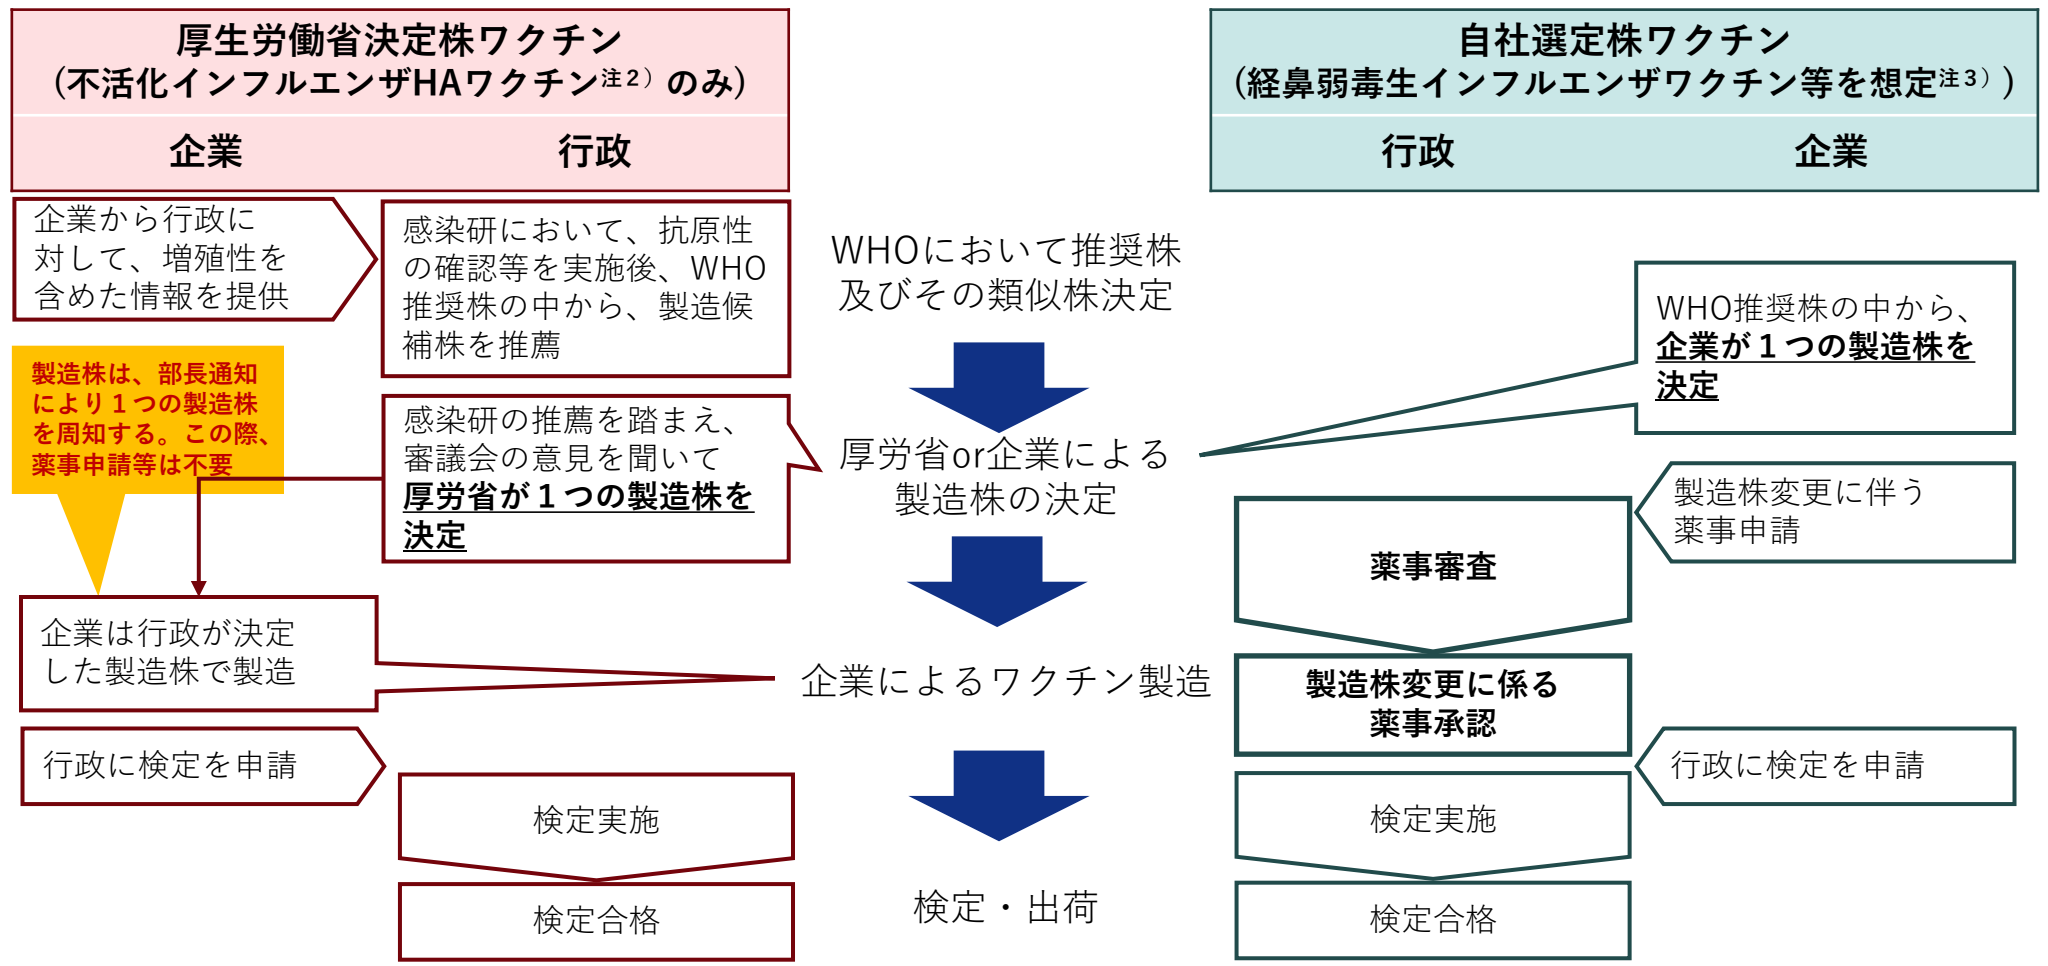 厚生労働省決定株ワクチン
(不活化インフルエンザHAワクチン注２）のみ)
企業
行政
企業から行政に
対して、増殖性を
含めた情報を提供
感染研において、抗原性
の確認等を実施後、WHO
推奨株の中から、製造候
補株を推薦
製造株は、部長通知
により１つの製造株
を周知する。この際、
薬事申請等は不要
感染研の推薦を踏まえ、
審議会の意見を聞いて
厚労省が１つの製造株を
決定
企業は行政が決定
した製造株で製造
行政に検定を申請
検定実施
検定合格
WHOにおいて推奨株
及びその類似株決定
厚労省or企業による
製造株の決定
企業によるワクチン製造
検定・出荷
自社選定株ワクチン
(経鼻弱毒生インフルエンザワクチン等を想定注３）)
行政
企業
WHO推奨株の中から、
企業が１つの製造株を
決定
製造株変更に伴う
薬事申請
薬事審査
製造株変更に係る
薬事承認
行政に検定を申請
検定実施
検定合格